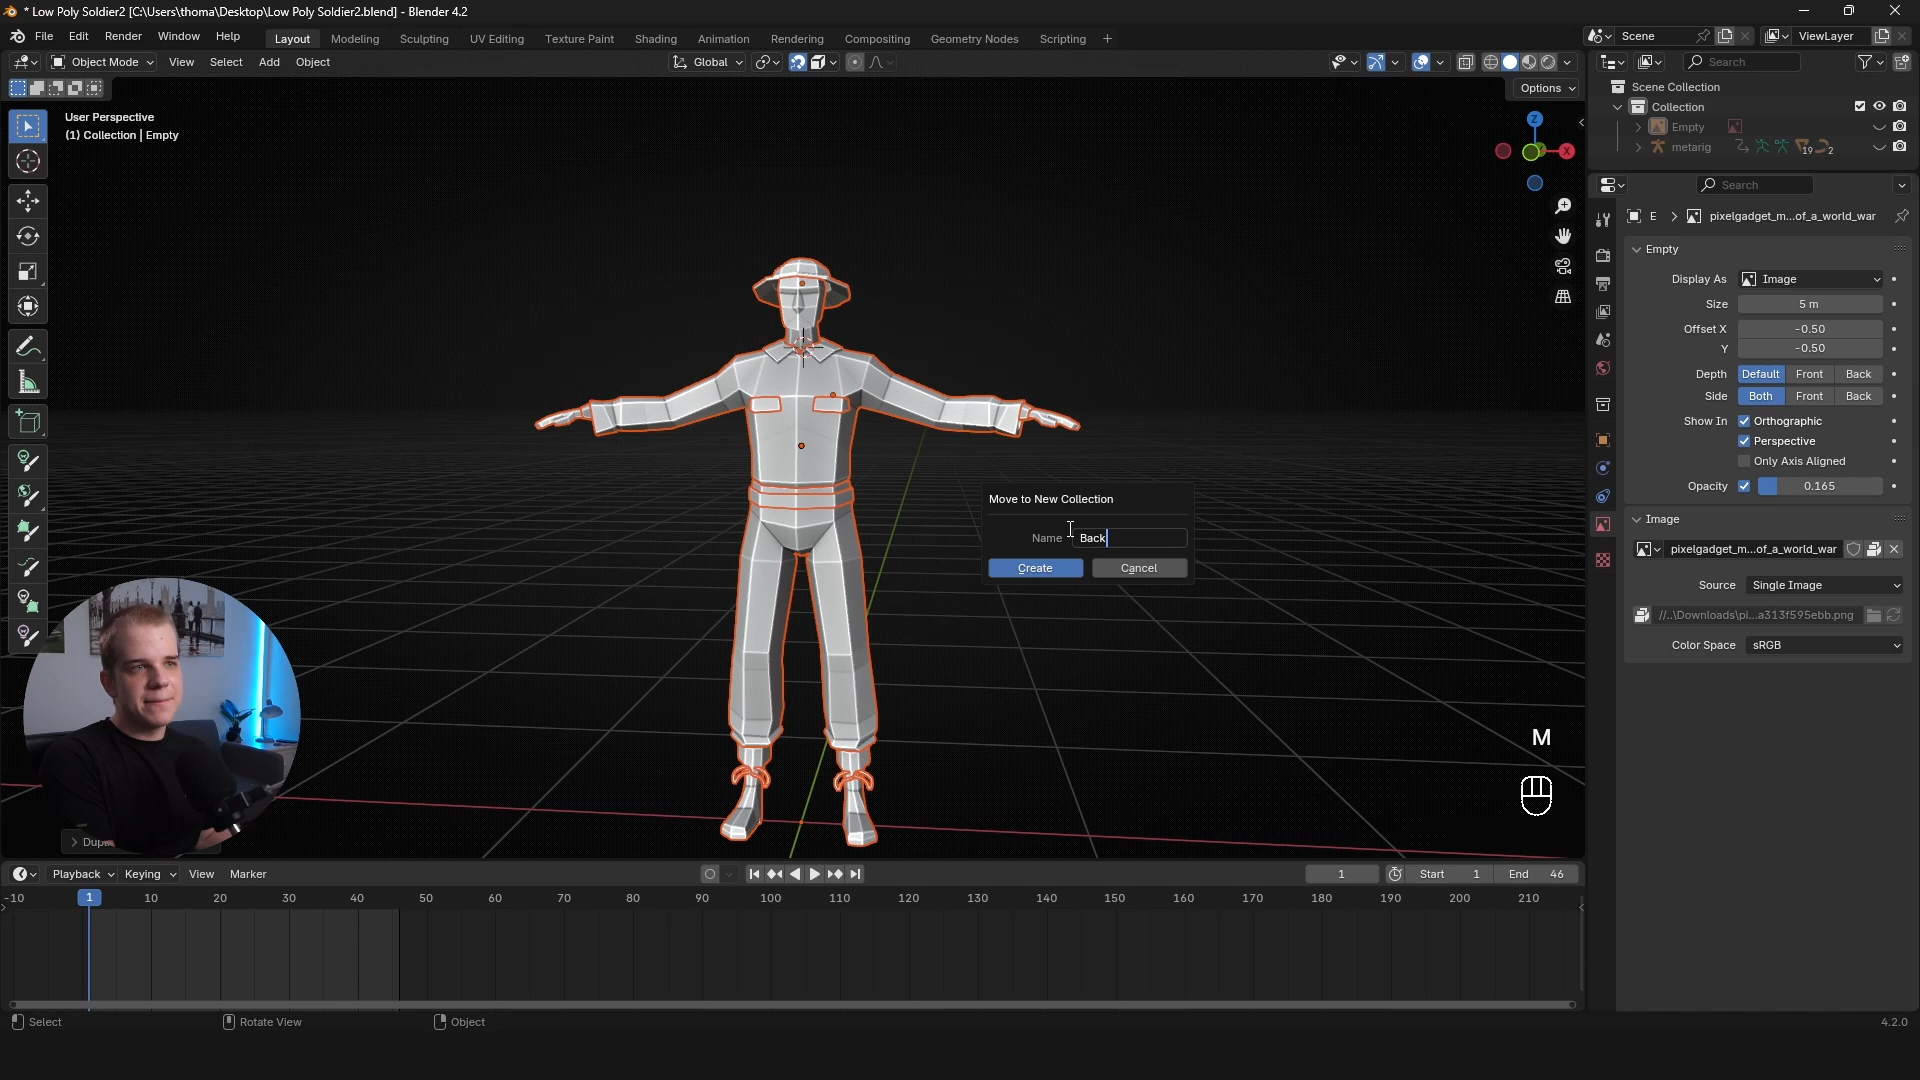 * Low Poly Soldier2 [C:\Users\thoma\Desktop\Low Poly Soldier2.blend] - Blender 4.2
File Edit Render Window Help
Layout Modeling Sculpting UV Editing Texture Paint Shading Animation Rendering Compositing Geometry Nodes Scripting +
Scene
ViewLayer
Object Mode View Select Add Object
Global
Search
Options
User Perspective
(1) Collection | Empty
Z
X
Scene Collection
Collection
Empty
metarig
19
2
Search
E > pixelgadget_m...of_a_world_war
Empty
Display As Image
Size 5 m
Offset X -0.50
Y -0.50
Depth Default Front Back
Side Both Front Back
Show In Orthographic
Perspective
Only Axis Aligned
Opacity 0.165
Image
pixelgadget_m...of_a_world_war
Source Single Image
//..\Downloads\pi...a313f595ebb.png
Color Space sRGB
Move to New Collection
Name Back
Create Cancel
M
Playback Keying View Marker
1
Start 1
End 46
-10 1 10 20 30 40 50 60 70 80 90 100 110 120 130 140 150 160 170 180 190 200 210
Select
Rotate View
Object
4.2.0